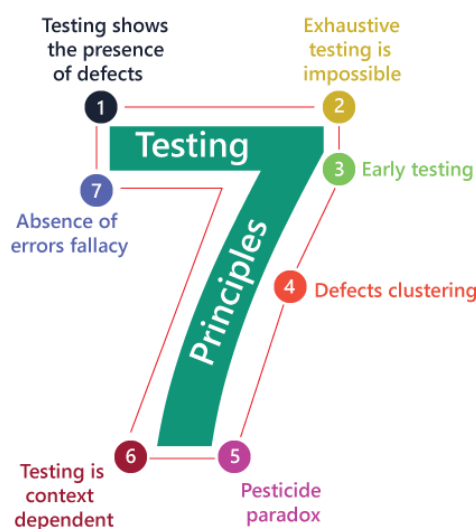 Testing shows
the presence
of defects
1
Exhaustive
testing is
impossible
2
Testing
3
Early testing
7
Absence of
errors fallacy
Principles
4
Defects clustering
6
Testing is
context
dependent
5
Pesticide
paradox